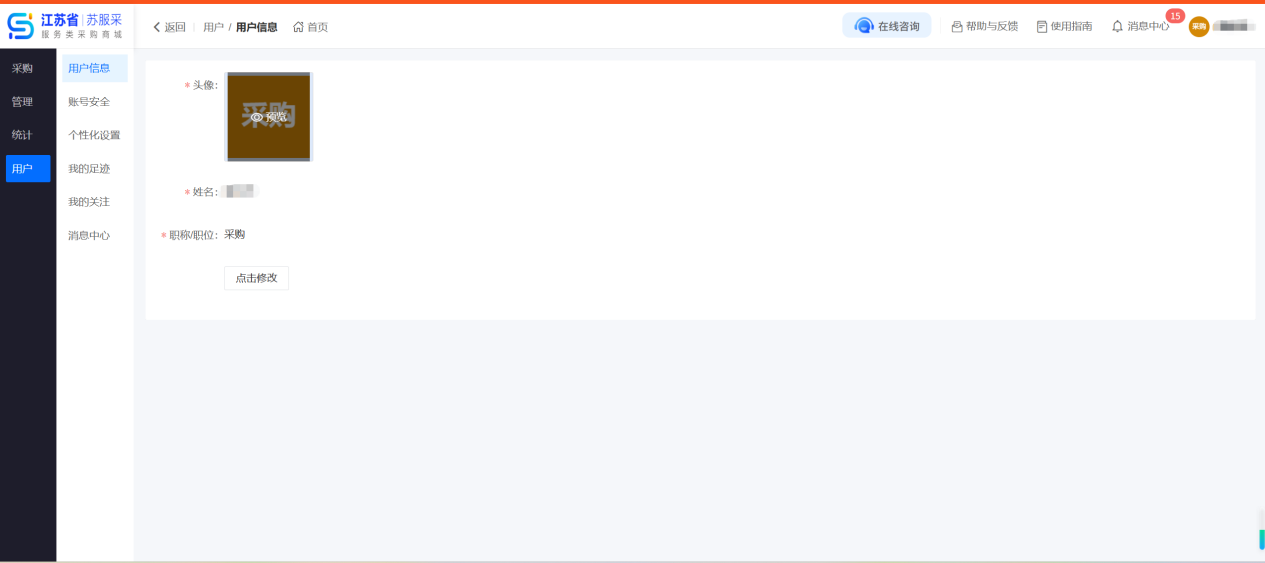 江苏省 苏服采
服务类采购商城
返回 用户 / 用户信息 首页
在线咨询 帮助与反馈 使用指南 消息中心 15 采购
采购
管理
统计
用户
用户信息
账号安全
个性化设置
我的足迹
我的关注
消息中心
* 头像:
采购
预览
* 姓名:
* 职称/职位: 采购
点击修改